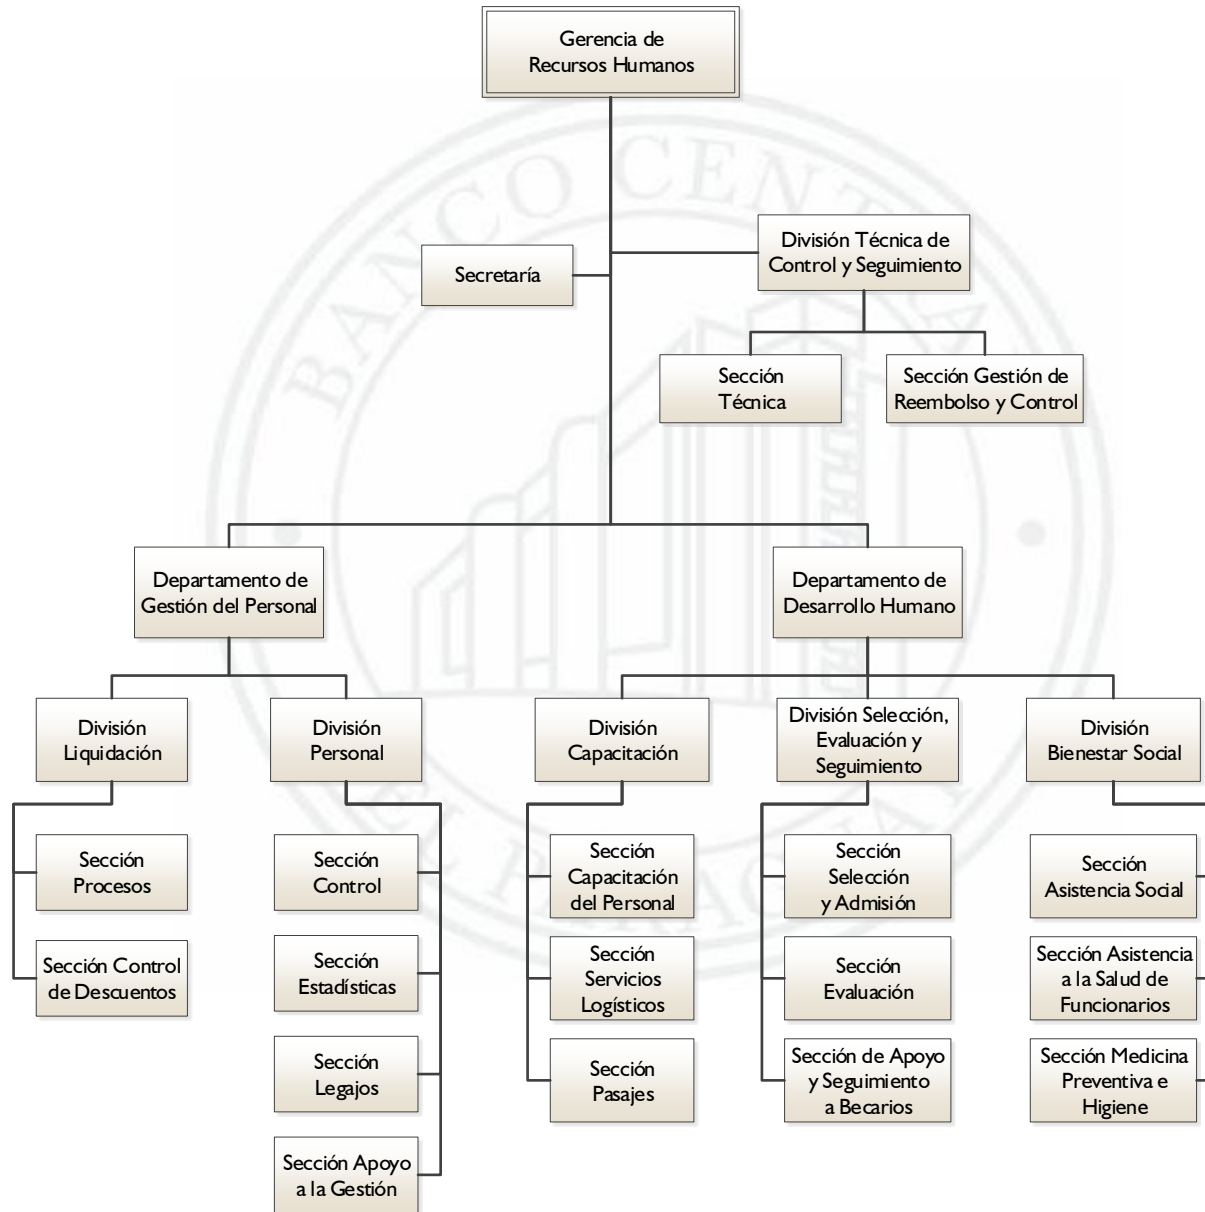 Gerencia de
Recursos Humanos
BANCO CENTRAL
DEL PARAGUAY
División Técnica de
Control y Seguimiento
Secretaría
Sección
Técnica
Sección Gestión de
Reembolso y Control
Departamento de
Gestión del Personal
Departamento de
Desarrollo Humano
División
Liquidación
División
Personal
División
Capacitación
División Selección,
Evaluación y
Seguimiento
División
Bienestar Social
Sección
Procesos
Sección Control
de Descuentos
Sección
Control
Sección
Estadísticas
Sección
Legajos
Sección Apoyo
a la Gestión
Sección
Capacitación
del Personal
Sección
Servicios
Logísticos
Sección
Pasajes
Sección
Selección
y Admisión
Sección
Evaluación
Sección de Apoyo
y Seguimiento
a Becarios
Sección
Asistencia Social
Sección Asistencia
a la Salud de
Funcionarios
Sección Medicina
Preventiva e
Higiene